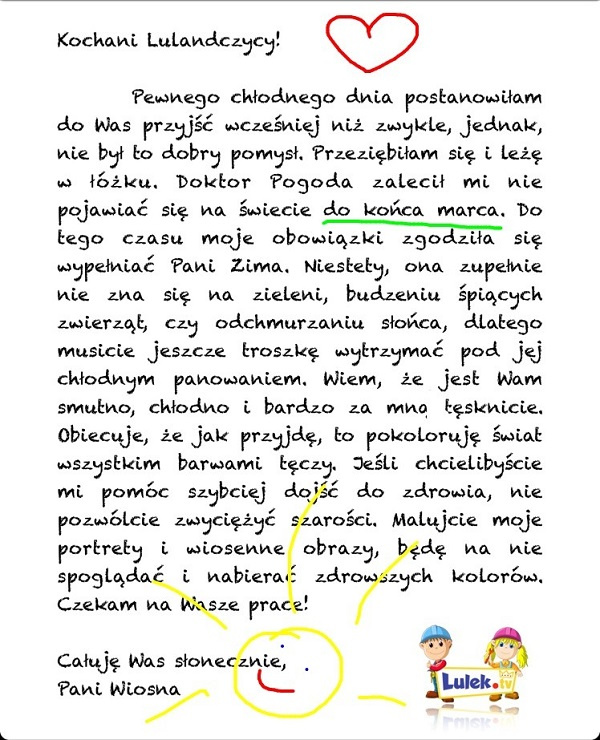 Kochani Lulandczycy!
Pewnego chłodnego dnia postanowiłam
do Was przyjść wcześniej niż zwykle, jednak,
nie był to dobry pomysł. Przeziębiłam się i leżę
w łóżku. Doktor Pogoda zalecił mi nie
pojawiać się na świecie do końca marca. Do
tego czasu moje obowiązki zgodziła się
wypełniać Pani Zima. Niestety, ona zupełnie
nie zna się na zieleni, budzeniu śpiących
zwierząt, czy odchmurzaniu słońca, dlatego
musicie jeszcze troszkę wytrzymać pod jej
chłodnym panowaniem. Wiem, że jest Wam
smutno, chłodno i bardzo za mną tęsknicie.
Obiecuje, że jak przyjdę, to pokoloruję świat
wszystkim barwami tęczy. Jeśli chcielibyście
mi pomóc szybciej dojść do zdrowia, nie
pozwólcie zwyciężyć szarości. Malujcie moje
portrety i wiosenne obrazy, będę na nie
spoglądać i nabierać zdrowszych kolorów.
Czekam na Wasze prace!
Całuję Was słonecznie,
Pani Wiosna
Lulek.tv